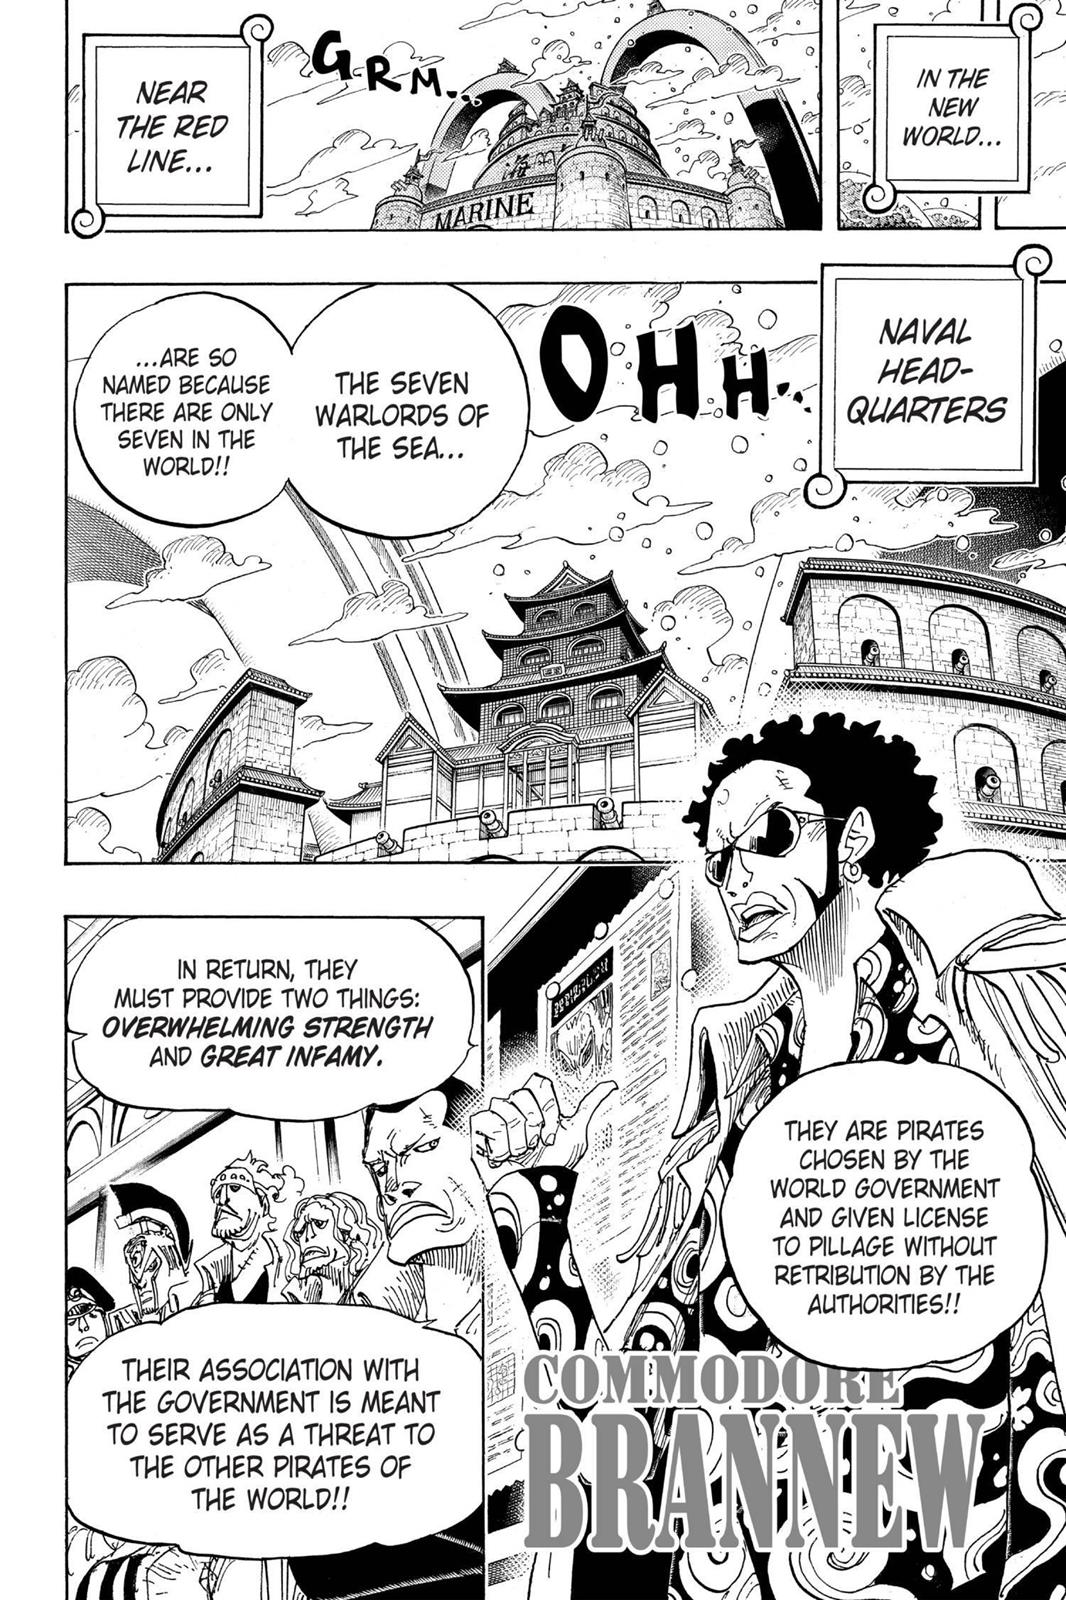 IN THE
NEW
WORLD...
NEAR
THE RED
LINE...
GRM...
海
MARINE
NAVAL
HEAD-
QUARTERS
OHH...
THE SEVEN
WARLORDS OF
THE SEA...
...ARE SO
NAMED BECAUSE
THERE ARE ONLY
SEVEN IN THE
WORLD!!
THEY ARE PIRATES
CHOSEN BY THE
WORLD GOVERNMENT
AND GIVEN LICENSE
TO PILLAGE WITHOUT
RETRIBUTION BY THE
AUTHORITIES!!
COMMODORE
BRANNEW
IN RETURN, THEY
MUST PROVIDE TWO THINGS:
OVERWHELMING STRENGTH
AND GREAT INFAMY.
THEIR ASSOCIATION WITH
THE GOVERNMENT IS MEANT
TO SERVE AS A THREAT TO
THE OTHER PIRATES OF
THE WORLD!!